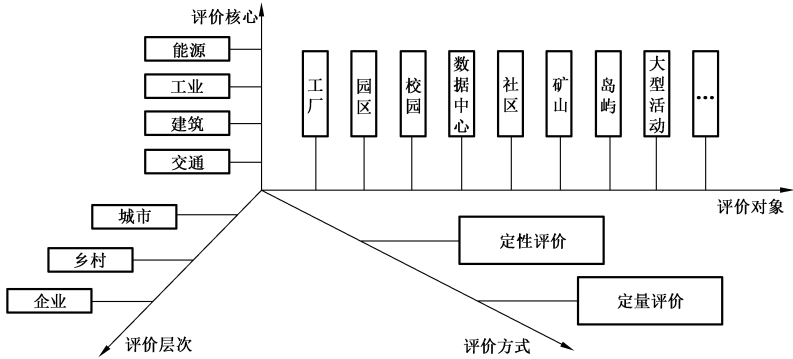 评价核心
能源
工业
建筑
交通
工厂
园区
校园
数据中心
社区
矿山
岛屿
大型活动
…
评价对象
城市
乡村
企业
评价层次
定性评价
定量评价
评价方式